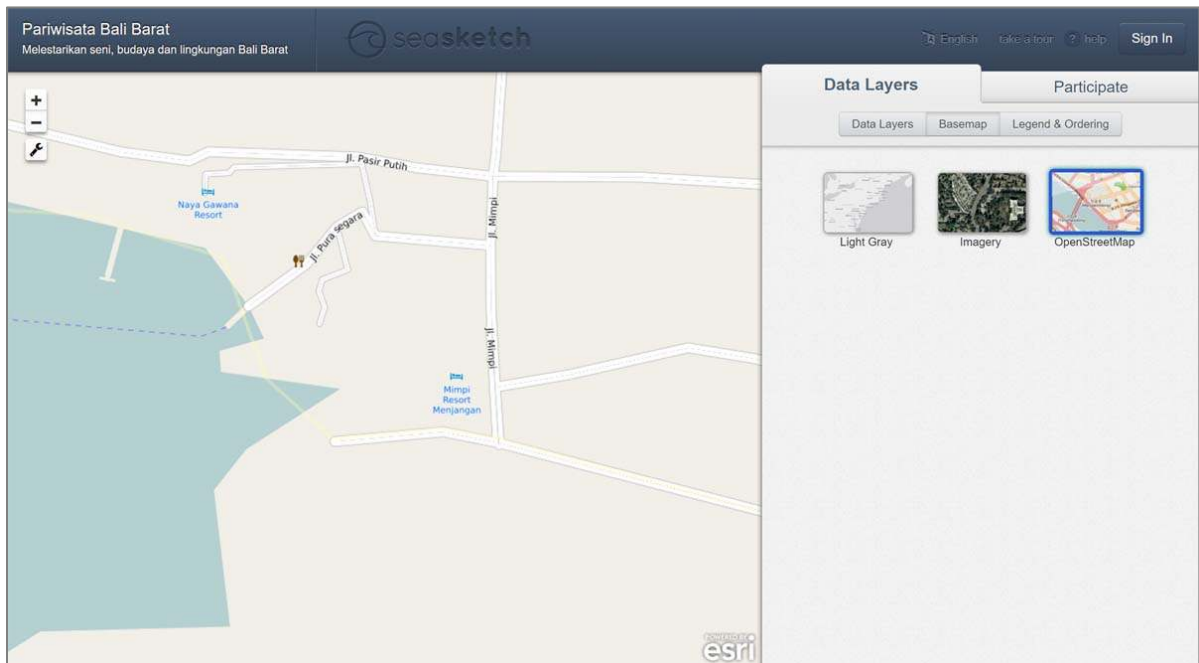 Pariwisata Bali Barat
Melestarikan seni, budaya dan lingkungan Bali Barat
seasketch
English take a tour ? help Sign In
Data Layers Participate
Data Layers Basemap Legend & Ordering
+
−
Jl. Pasir Putih
Naya Gawana
Resort
Jl. Pura segara
Jl. Mimpi
Jl. Mimpi
Mimpi
Resort
Menjangan
Light Gray Imagery OpenStreetMap
POWERED BY
esri